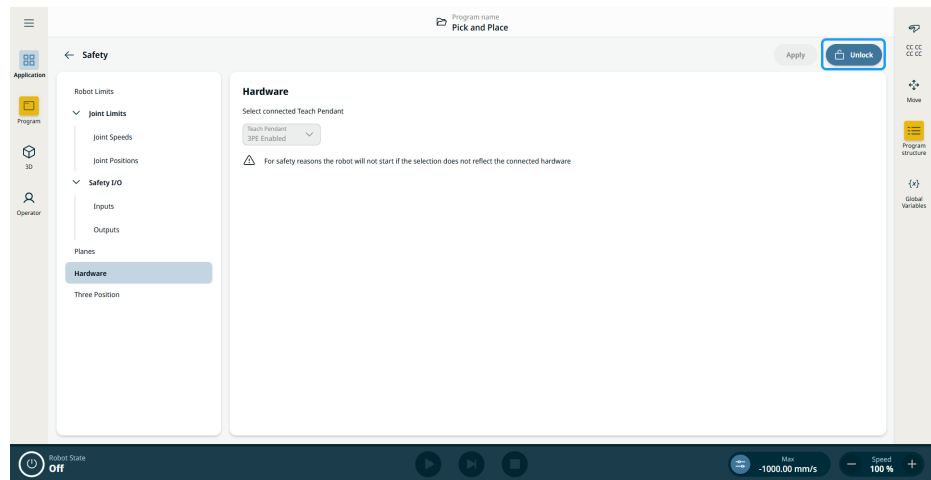 Program name
Pick and Place
Safety
Apply
Unlock
Application
Program
3D
Operator
Robot Limits
Joint Limits
Joint Speeds
Joint Positions
Safety I/O
Inputs
Outputs
Planes
Hardware
Three Position
Hardware
Select connected Teach Pendant
Teach Pendant
3PE Enabled
For safety reasons the robot will not start if the selection does not reflect the connected hardware
CC CC
CC CC
Move
Program
structure
{x}
Global
Variables
Robot State
Off
Max
-1000.00 mm/s
Speed
100 %